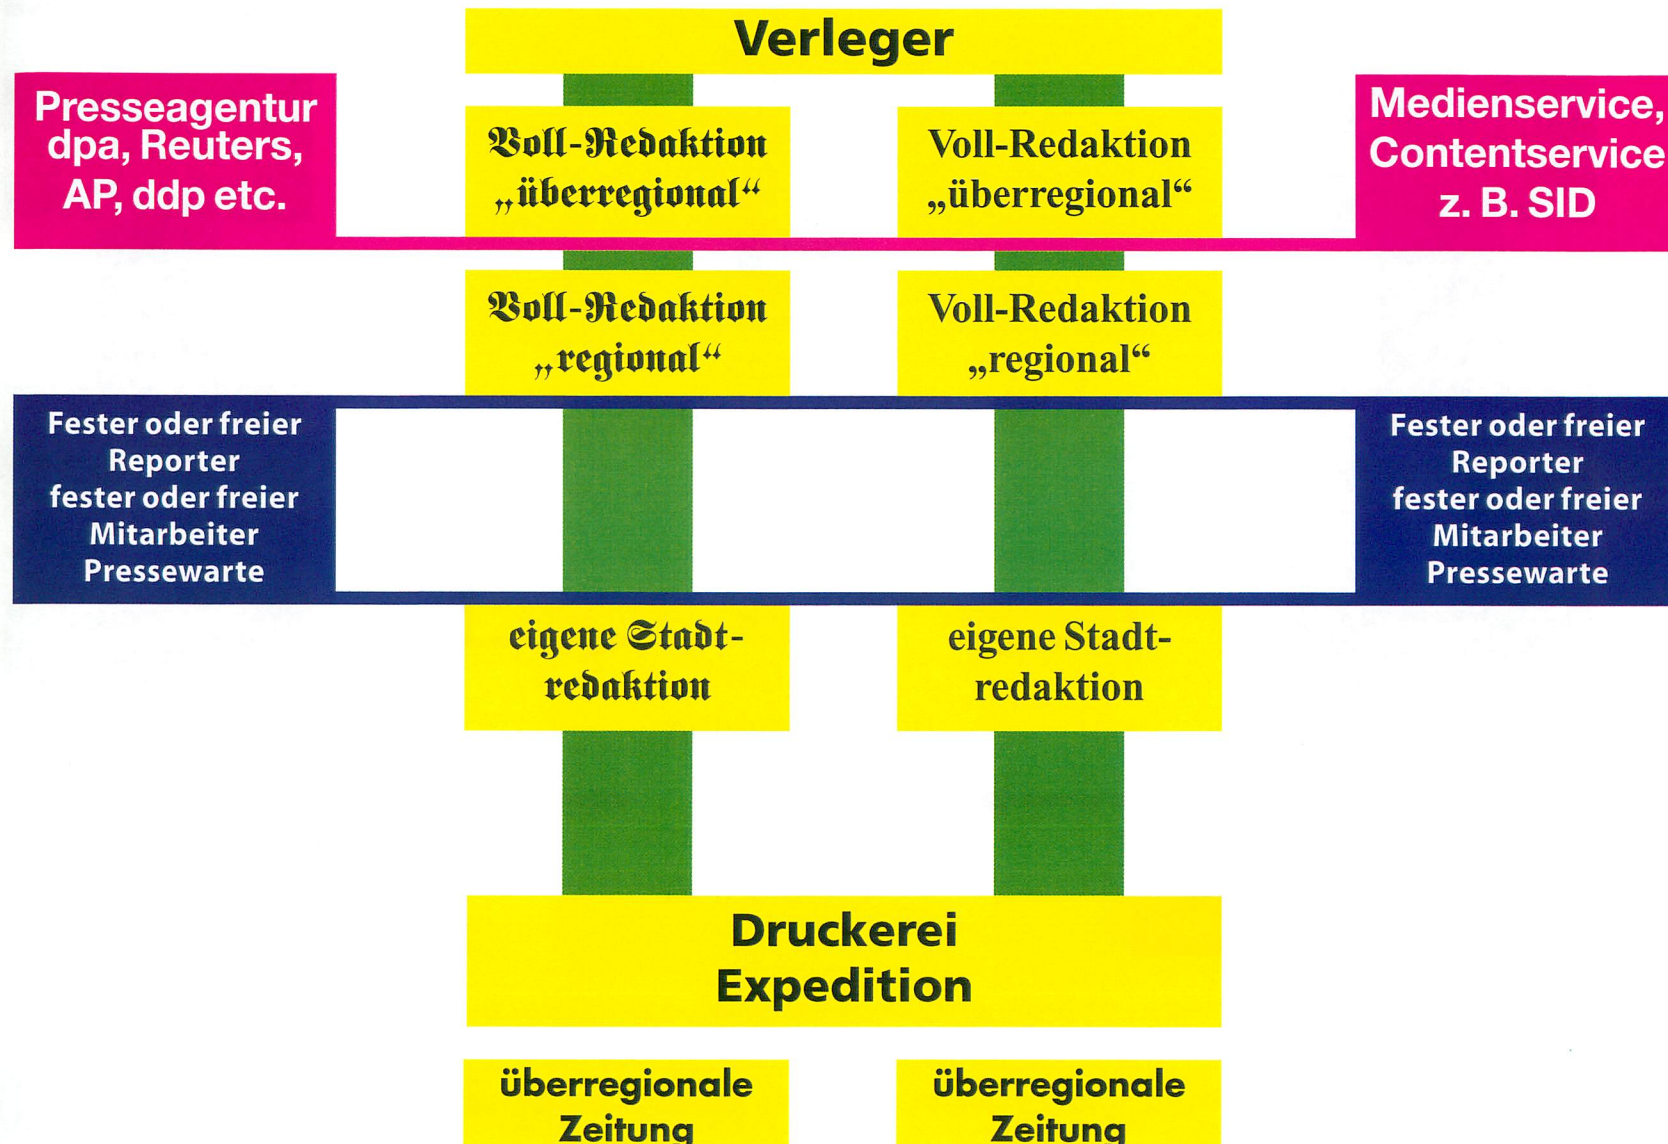 Verleger
Presseagentur
dpa, Reuters,
AP, ddp etc.
Voll-Redaktion
„überregional“
Voll-Redaktion
„überregional“
Medienservice,
Contentservice
z. B. SID
Voll-Redaktion
„regional“
Voll-Redaktion
„regional“
Fester oder freier
Reporter
fester oder freier
Mitarbeiter
Pressewarte
Fester oder freier
Reporter
fester oder freier
Mitarbeiter
Pressewarte
eigene Stadt-
redaktion
eigene Stadt-
redaktion
Druckerei
Expedition
überregionale
Zeitung
überregionale
Zeitung